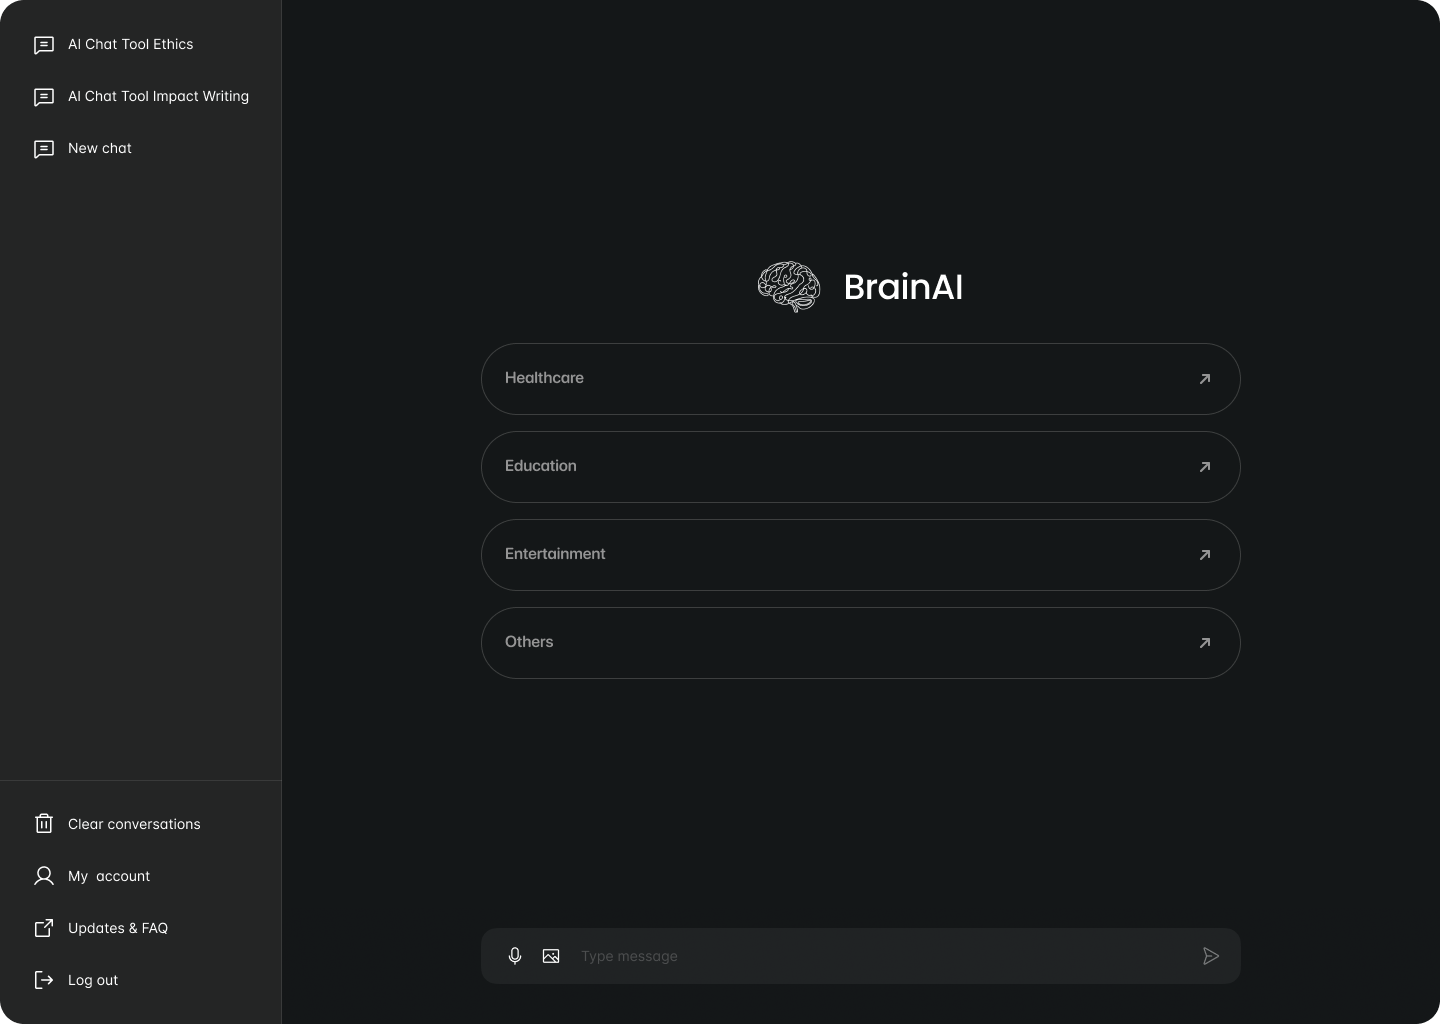 AI Chat Tool Ethics
AI Chat Tool Impact Writing
New chat
BrainAI
Healthcare
Education
Entertainment
Others
Clear conversations
My  account
Updates & FAQ
Log out
Type message